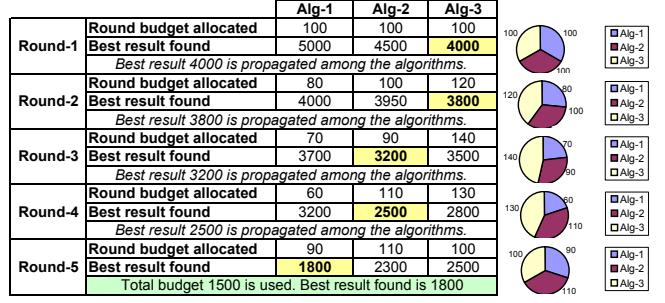 Alg-1 Alg-2 Alg-3
Round-1
Round budget allocated 100 100 100
Best result found 5000 4500 4000
Best result 4000 is propagated among the algorithms.
100 100
100
Alg-1
Alg-2
Alg-3
Round-2
Round budget allocated 80 100 120
Best result found 4000 3950 3800
Best result 3800 is propagated among the algorithms.
120 80
100
Alg-1
Alg-2
Alg-3
Round-3
Round budget allocated 70 90 140
Best result found 3700 3200 3500
Best result 3200 is propagated among the algorithms.
70
140
90
Alg-1
Alg-2
Alg-3
Round-4
Round budget allocated 60 110 130
Best result found 3200 2500 2800
Best result 2500 is propagated among the algorithms.
60
130
110
Alg-1
Alg-2
Alg-3
Round-5
Round budget allocated 90 110 100
Best result found 1800 2300 2500
Total budget 1500 is used. Best result found is 1800
100 90
110
Alg-1
Alg-2
Alg-3